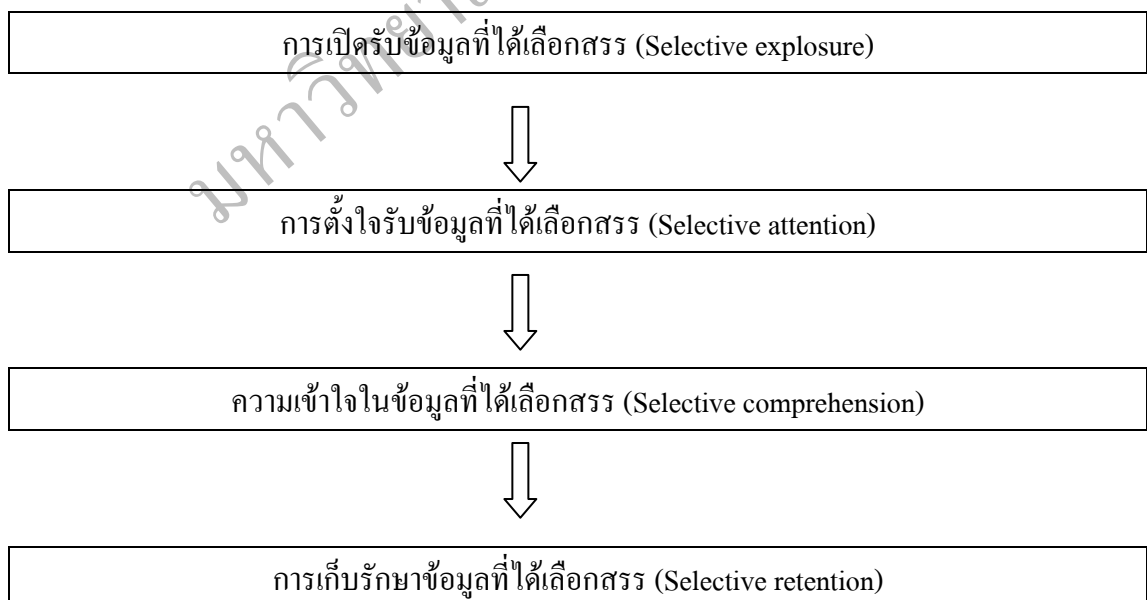 การเปิดรับข้อมูลที่ได้เลือกสรร (Selective explosure)
การตั้งใจรับข้อมูลที่ได้เลือกสรร (Selective attention)
ความเข้าใจในข้อมูลที่ได้เลือกสรร (Selective comprehension)
การเก็บรักษาข้อมูลที่ได้เลือกสรร (Selective retention)